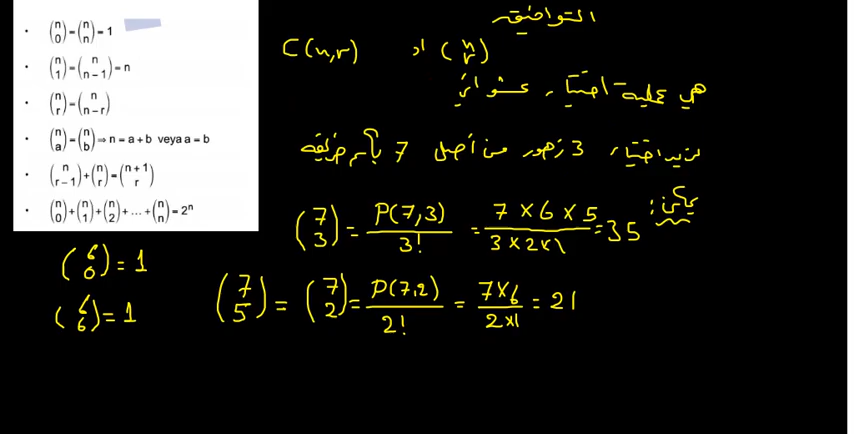 • (n 0) = (n n) = 1
• (n 1) = (n n−1) = n
• (n r) = (n n−r)
• (n a) = (n b) ⇒ n = a + b veya a = b
• (n r−1) + (n r) = (n+1 r)
• (n 0) + (n 1) + (n 2) + ... + (n n) = 2ⁿ
التوافيق
C(n,r) او (n r)
هي عملية اختيار عشوائي
نريد اختيار 3 زهور من أصل 7 بأكم طريقة
يمكن:
(7 3) = P(7,3) / 3! = 7 × 6 × 5 / 3 × 2 × 1 = 35
(6 0) = 1
(6 6) = 1
(7 5) = (7 2) = P(7,2) / 2! = 7 × 6 / 2 × 1 = 21